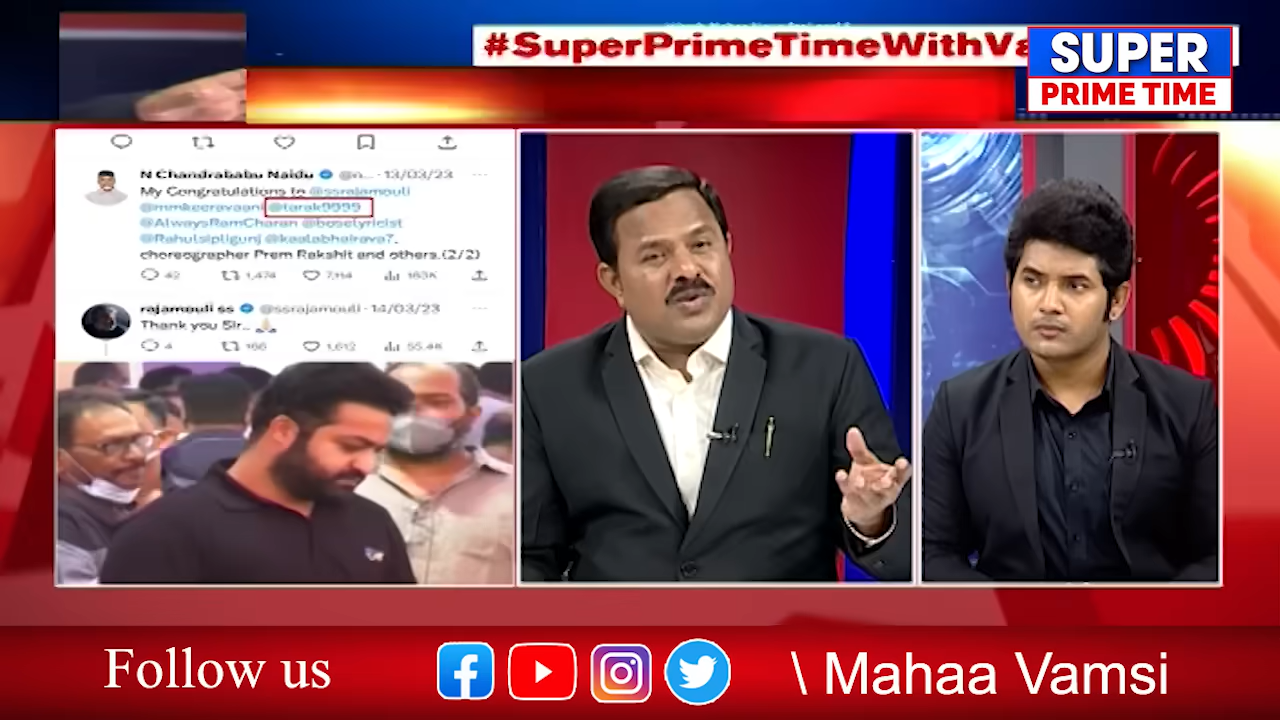 #SuperPrimeTimeWithVa
SUPER
PRIME TIME
N Chandrababu Naidu @n... · 13/03/23
My Congratulations to @ssrajamouli
@mmkeeravaani @tarak9999
@AlwaysRamCharan @boselyricist
@Rahulsipligunj @kaalabhairava7,
choreographer Prem Rakshit and others.(2/2)
42 1,474 7,114 163K
rajamouli ss @ssrajamouli · 14/03/23
Thank you Sir..
4 166 1,612 55.4K
Follow us \ Mahaa Vamsi